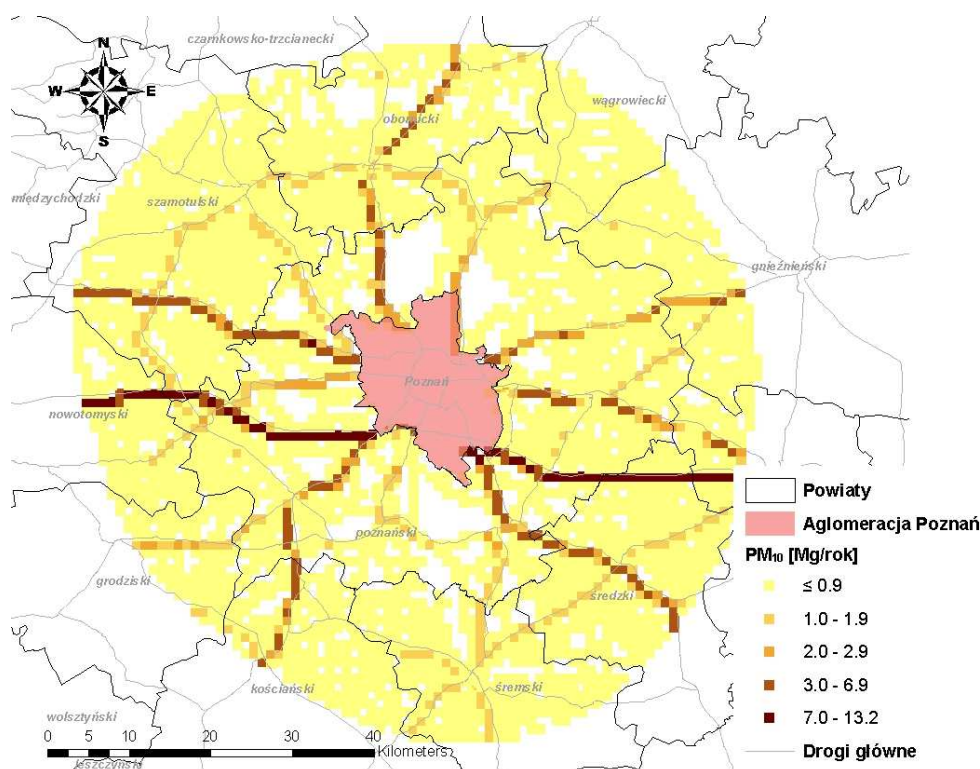 czarnkowsko-trzcianecki
N
W E
S
wągrowiecki
obornicki
międzychodzki
szamotulski
gnieźnieński
Poznań
nowotomyski
poznański
grodziski
średzki
kościański
śremski
wolsztyński
leszczyński
0 5 10 20 30 40
Kilometers
Powiaty
Aglomeracja Poznań
PM₁₀ [Mg/rok]
≤ 0.9
1.0 - 1.9
2.0 - 2.9
3.0 - 6.9
7.0 - 13.2
Drogi główne